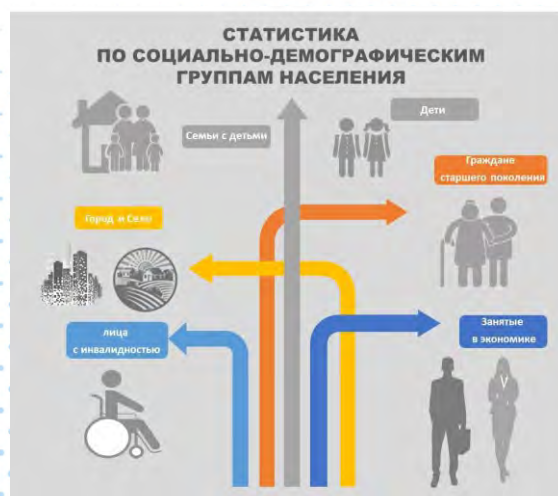 СТАТИСТИКА
ПО СОЦИАЛЬНО-ДЕМОГРАФИЧЕСКИМ
ГРУППАМ НАСЕЛЕНИЯ
Семьи с детьми
Дети
Граждане
старшего поколения
Город и Село
лица
с инвалидностью
Занятые
в экономике